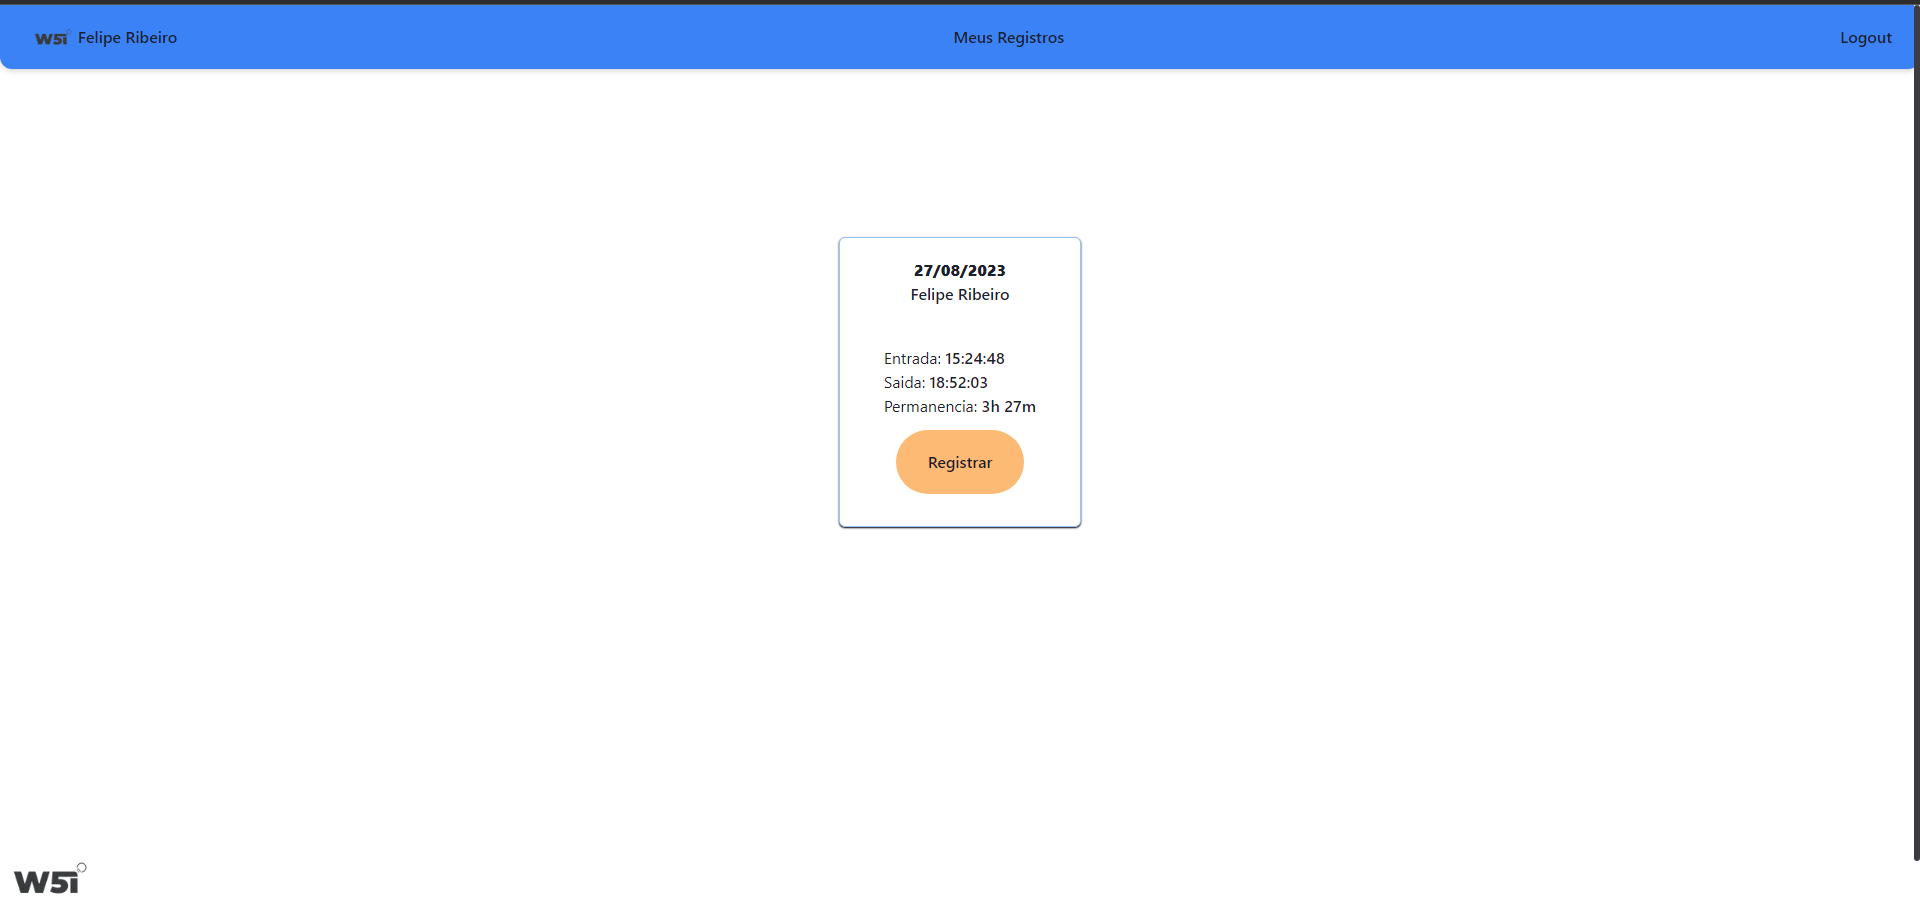 W5i Felipe Ribeiro
Meus Registros
Logout
27/08/2023
Felipe Ribeiro
Entrada: 15:24:48
Saida: 18:52:03
Permanencia: 3h 27m
Registrar
W5i